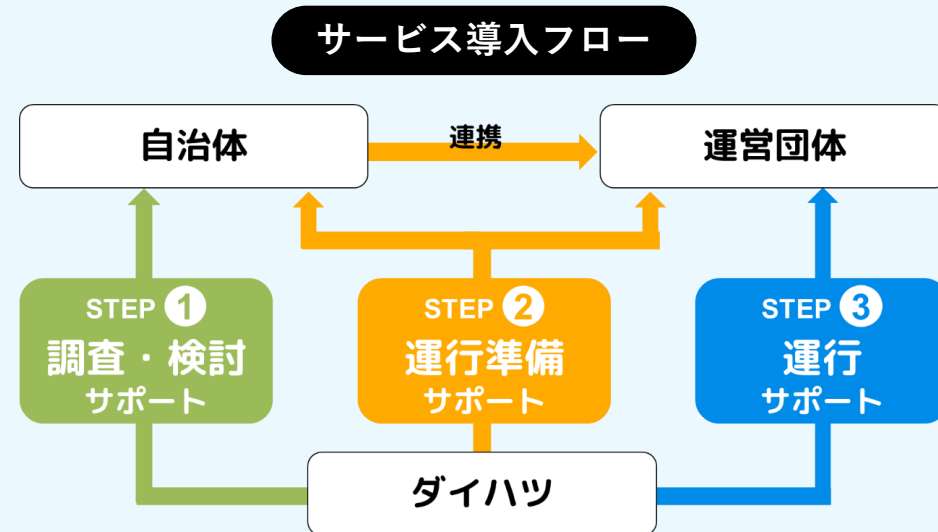 サービス導入フロー
自治体
連携
運営団体
STEP 1
調査・検討
サポート
STEP 2
運行準備
サポート
STEP 3
運行
サポート
ダイハツ